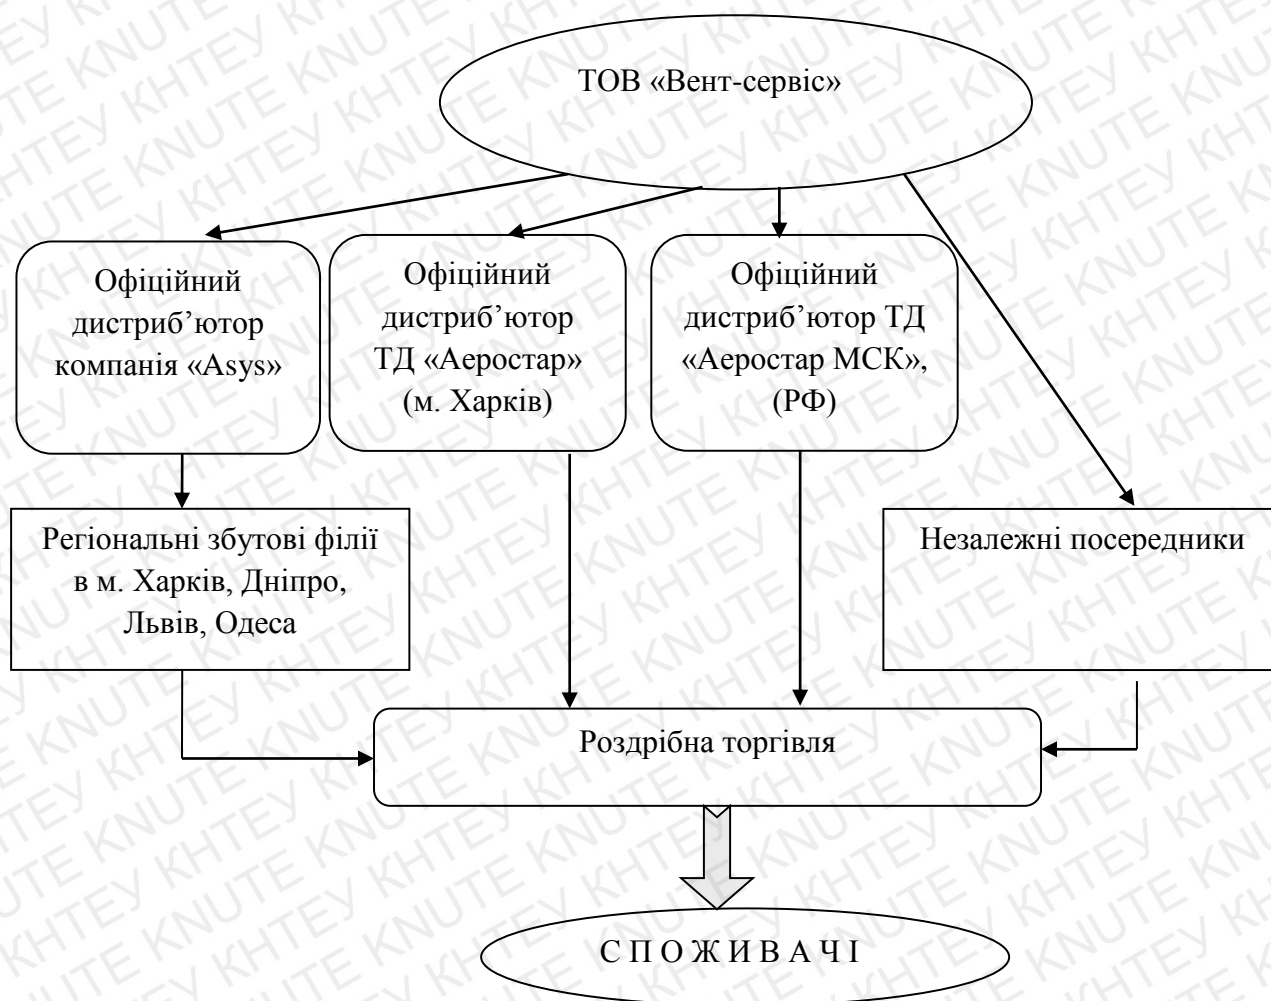 ТОВ «Вент-сервіс»
Офіційний
дистриб’ютор
компанія «Asys»
Офіційний
дистриб’ютор
ТД «Аеростар»
(м. Харків)
Офіційний
дистриб’ютор ТД
«Аеростар МСК»,
(РФ)
Регіональні збутові філії
в м. Харків, Дніпро,
Львів, Одеса
Незалежні посередники
Роздрібна торгівля
С П О Ж И В А Ч І